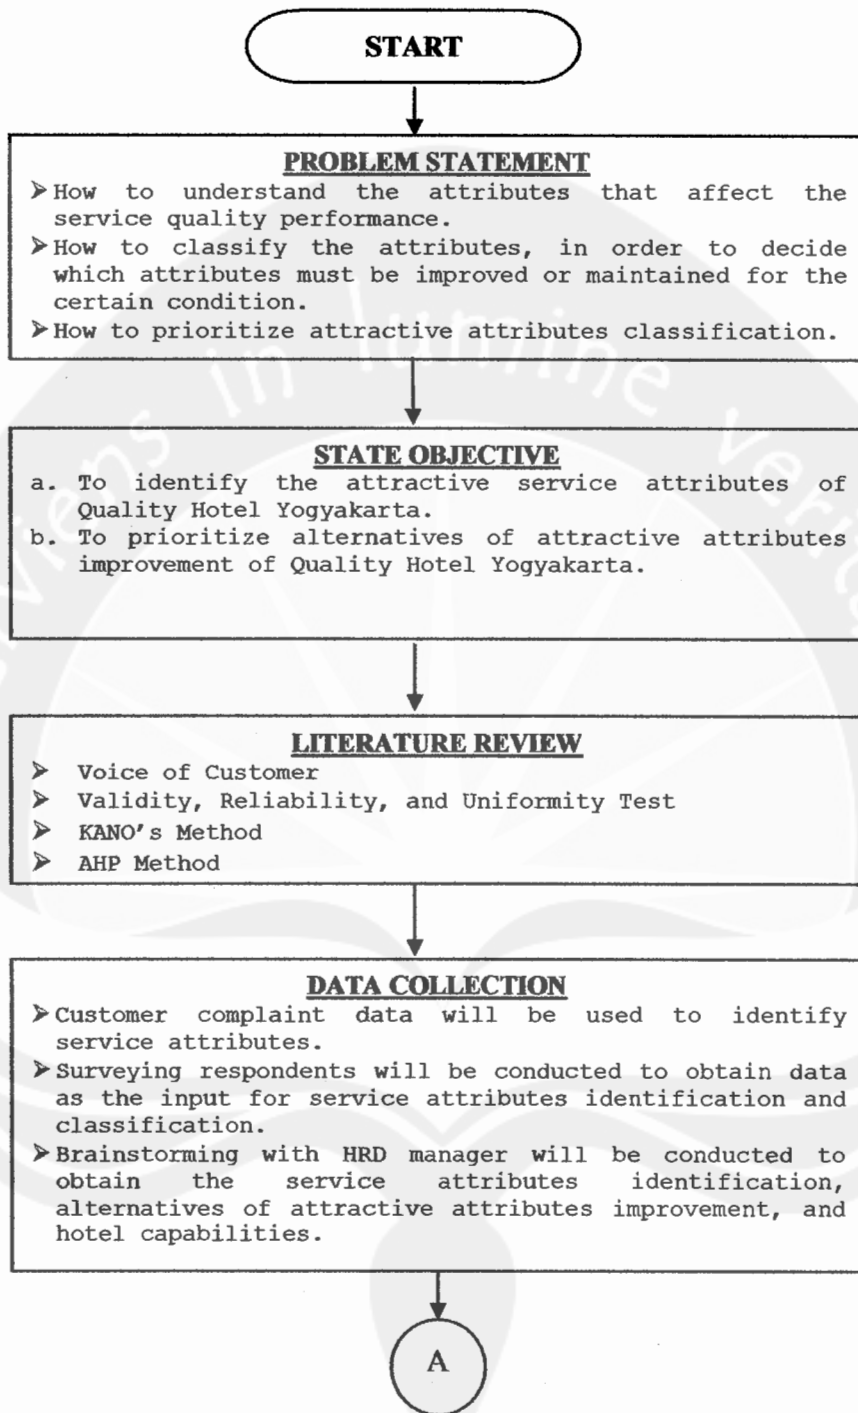 START
PROBLEM STATEMENT
➢ How to understand the attributes that affect the
service quality performance.
➢ How to classify the attributes, in order to decide
which attributes must be improved or maintained for the
certain condition.
➢ How to prioritize attractive attributes classification.
STATE OBJECTIVE
a. To identify the attractive service attributes of
Quality Hotel Yogyakarta.
b. To prioritize alternatives of attractive attributes
improvement of Quality Hotel Yogyakarta.
LITERATURE REVIEW
➢ Voice of Customer
➢ Validity, Reliability, and Uniformity Test
➢ KANO's Method
➢ AHP Method
DATA COLLECTION
➢ Customer complaint data will be used to identify
service attributes.
➢ Surveying respondents will be conducted to obtain data
as the input for service attributes identification and
classification.
➢ Brainstorming with HRD manager will be conducted to
obtain the service attributes identification,
alternatives of attractive attributes improvement, and
hotel capabilities.
A
in lumine